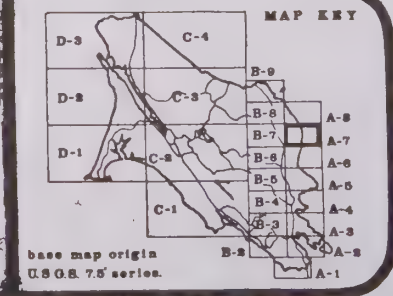 MAP KEY
D-3
C-4
B-9
D-2
C-3
B-8
A-8
B-7
A-7
D-1
C-2
B-6
A-6
B-5
A-5
B-4
A-4
C-1
B-3
A-3
B-2
A-2
A-1
base map origin
U.S.G.S. 7.5' series.